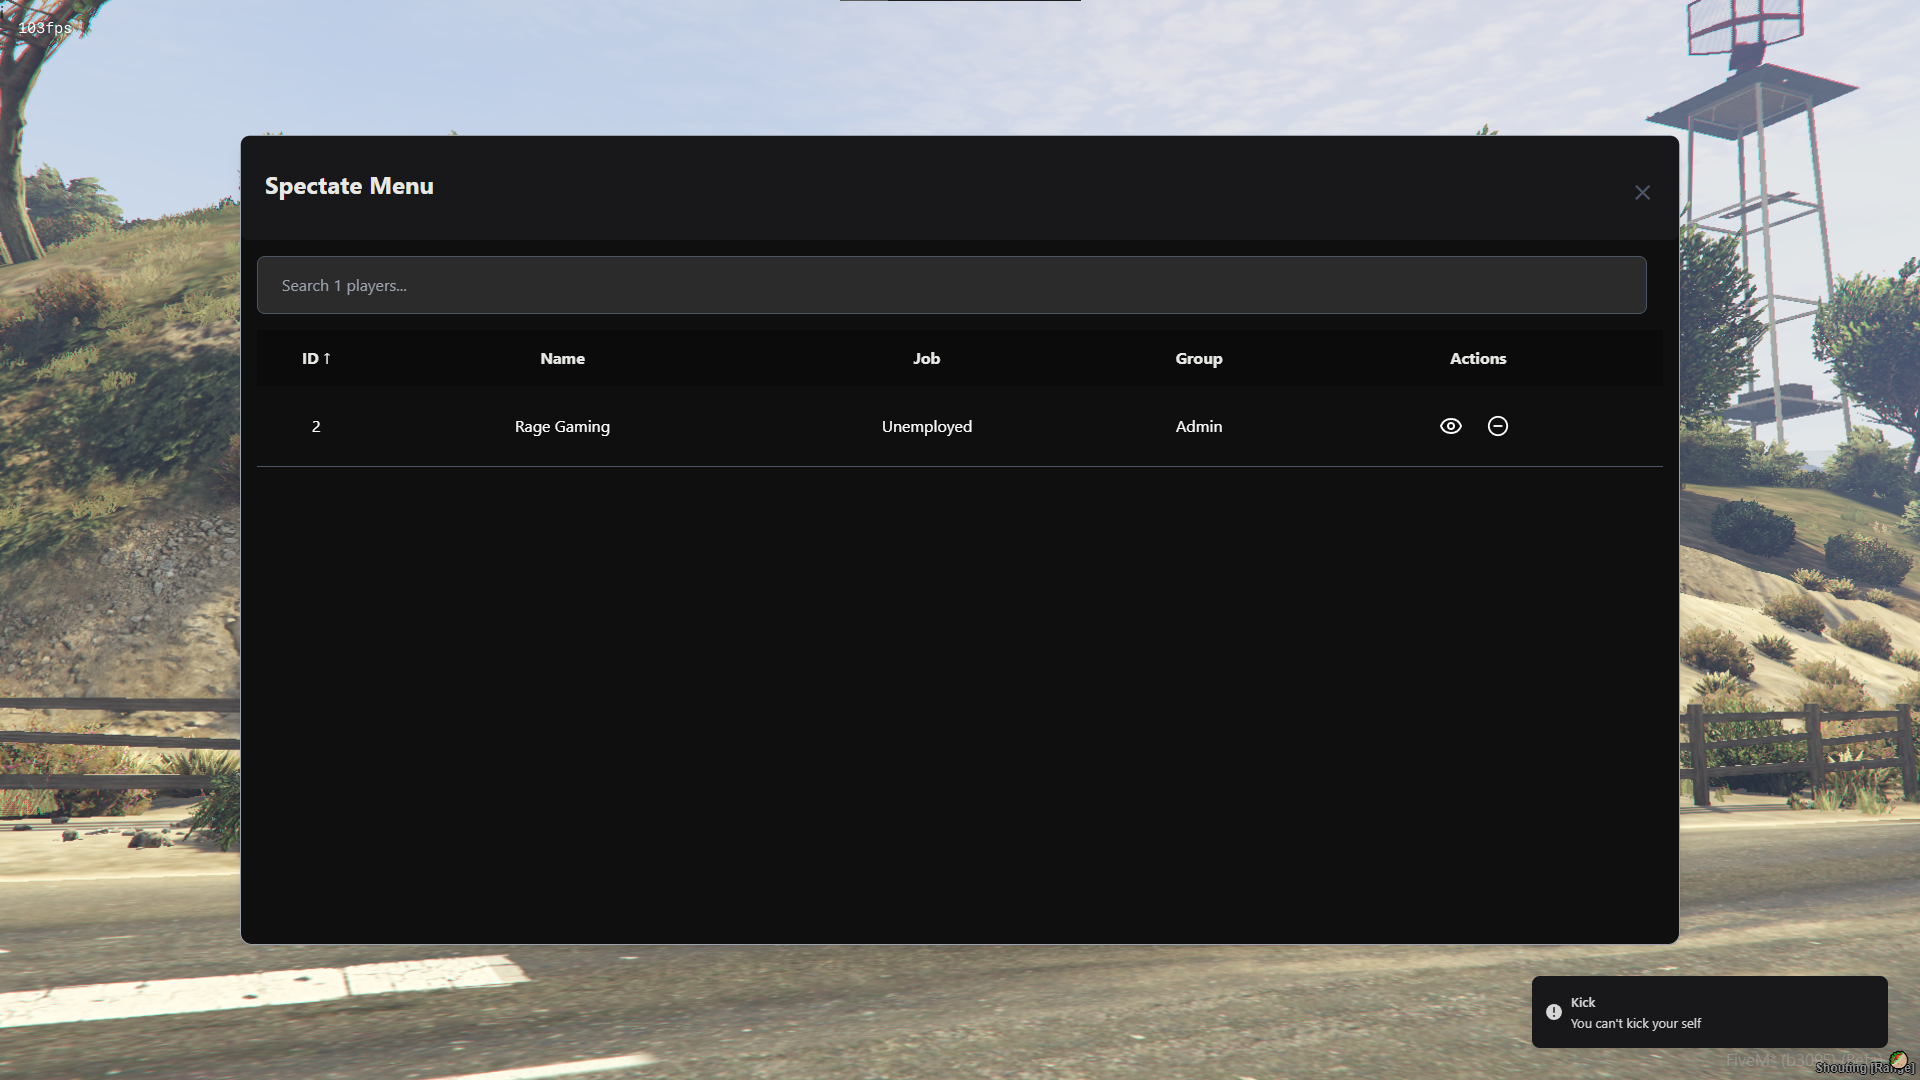 103fps
Spectate Menu
Search 1 players...
ID ↑ Name Job Group Actions
2 Rage Gaming Unemployed Admin
Kick
You can't kick your self
FiveM
Shouting [Range]